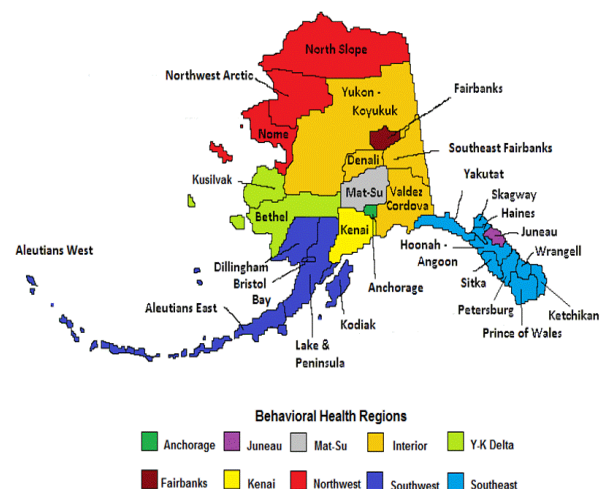 North Slope
Northwest Arctic
Yukon -
Koyukuk
Fairbanks
Nome
Denali
Southeast Fairbanks
Kusilvak
Mat-Su
Valdez
Cordova
Yakutat
Skagway
Haines
Juneau
Bethel
Kenai
Hoonah -
Angoon
Wrangell
Aleutians West
Dillingham
Bristol
Bay
Anchorage
Sitka
Petersburg
Ketchikan
Aleutians East
Kodiak
Prince of Wales
Lake &
Peninsula
Behavioral Health Regions
Anchorage Juneau Mat-Su Interior Y-K Delta
Fairbanks Kenai Northwest Southwest Southeast